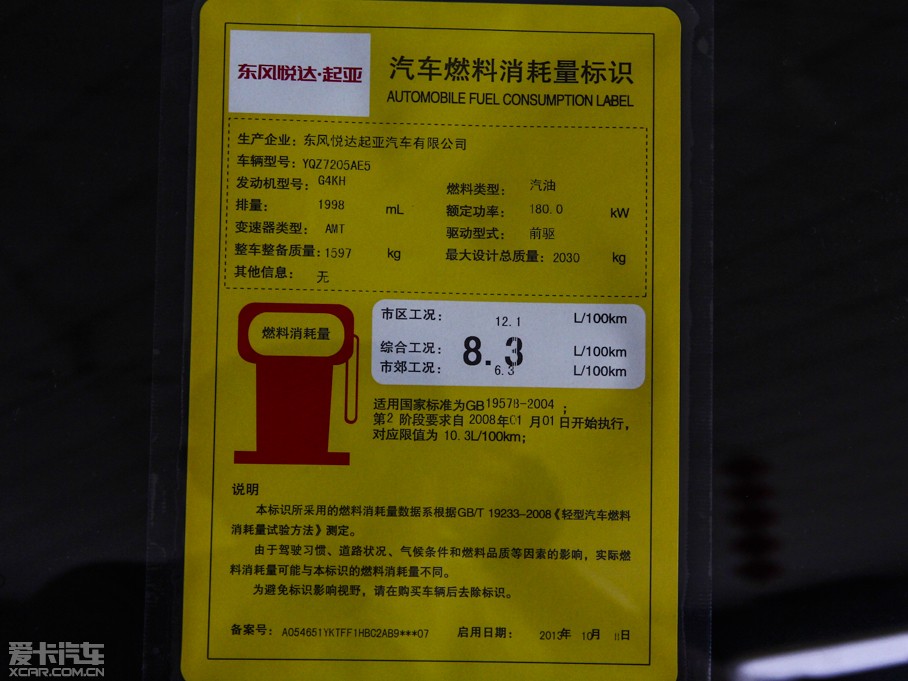 东风悦达·起亚
汽车燃料消耗量标识
AUTOMOBILE FUEL CONSUMPTION LABEL
生产企业：东风悦达起亚汽车有限公司
车辆型号：YQZ7205AE5
发动机型号：G4KH
燃料类型：汽油
排量：1998 mL
额定功率：180.0 kW
变速器类型：AMT
驱动型式：前驱
整车整备质量：1597 kg
最大设计总质量：2030 kg
其他信息：无
燃料消耗量
市区工况：12.1 L/100km
综合工况：8.3 L/100km
市郊工况：6.3 L/100km
适用国家标准为GB19578-2004；
第2 阶段要求自 2008年01 月01日开始执行，
对应限值为 10.3L/100km；
说明
本标识所采用的燃料消耗量数据系根据GB/T 19233-2008《轻型汽车燃料
消耗量试验方法》测定。
由于驾驶习惯、道路状况、气候条件和燃料品质等因素的影响，实际燃
料消耗量可能与本标识的燃料消耗量不同。
为避免标识影响视野，请在购买车辆后去除标识。
备案号：A054651YKTFF1HBC2AB9***07 启用日期：2013年 10月 11日
爱卡汽车
XCAR.COM.CN